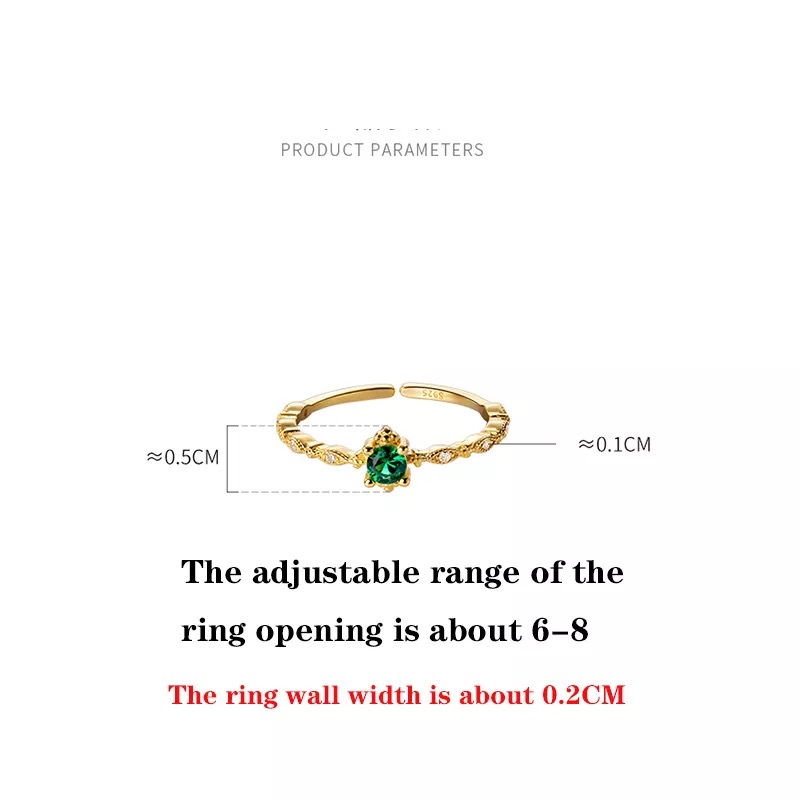 PRODUCT PARAMETERS
S925
≈0.5CM
≈0.1CM
The adjustable range of the
ring opening is about 6-8
The ring wall width is about 0.2CM